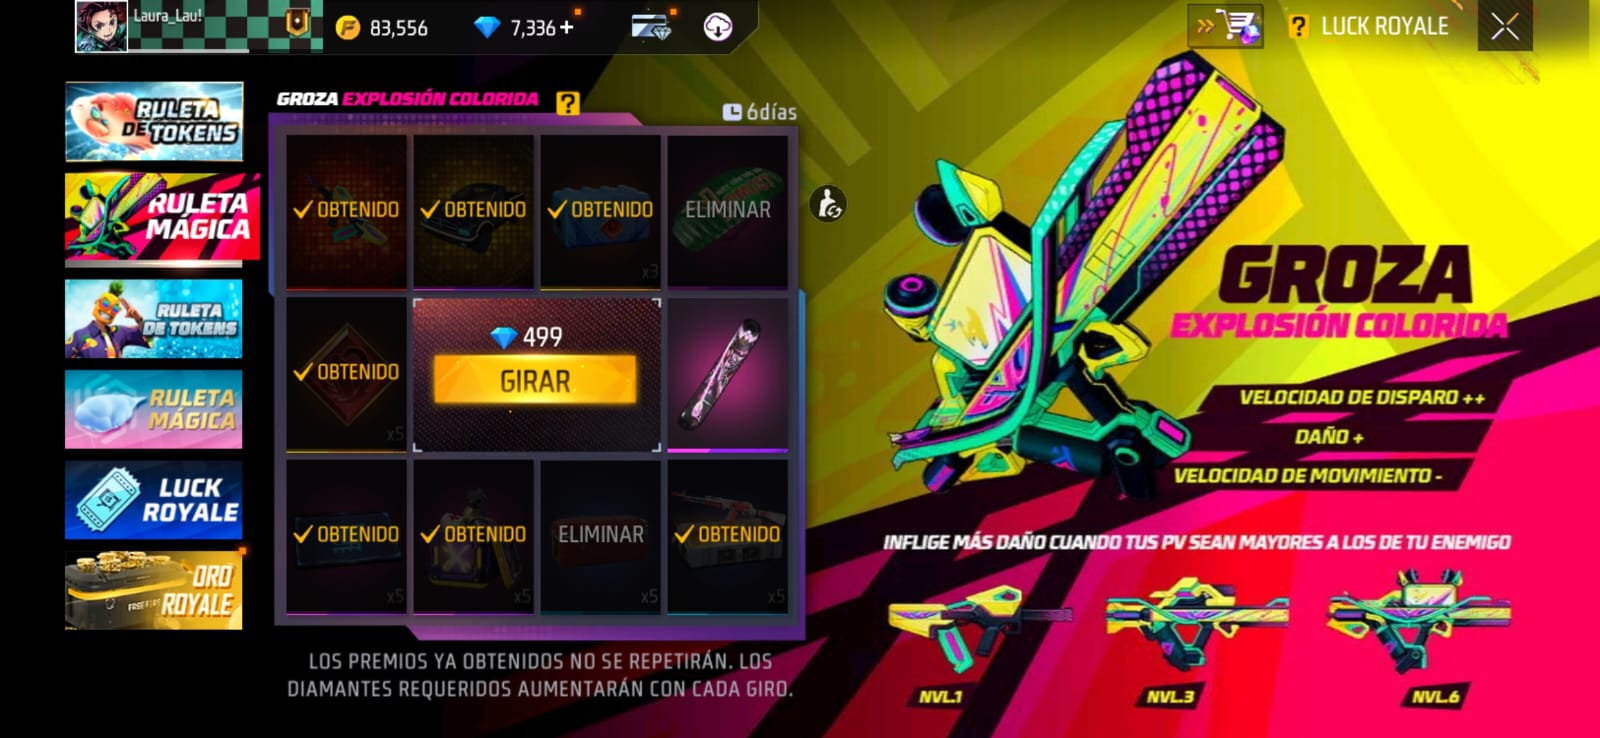 Laura_Lau!
83,556
7,336+
LUCK ROYALE
RULETA
DE TOKENS
RULETA
MÁGICA
RULETA
DE TOKENS
RULETA
MÁGICA
LUCK
ROYALE
ORO
ROYALE
FREE FIRE
GROZA EXPLOSIÓN COLORIDA ?
6días
OBTENIDO
OBTENIDO
OBTENIDO
x3
ELIMINAR
OBTENIDO
x5
499
GIRAR
OBTENIDO
x5
OBTENIDO
x5
ELIMINAR
x5
OBTENIDO
x5
LOS PREMIOS YA OBTENIDOS NO SE REPETIRÁN. LOS
DIAMANTES REQUERIDOS AUMENTARÁN CON CADA GIRO.
GROZA
EXPLOSIÓN COLORIDA
VELOCIDAD DE DISPARO ++
DAÑO +
VELOCIDAD DE MOVIMIENTO -
INFLIGE MÁS DAÑO CUANDO TUS PV SEAN MAYORES A LOS DE TU ENEMIGO
NVL.1
NVL.3
NVL.6